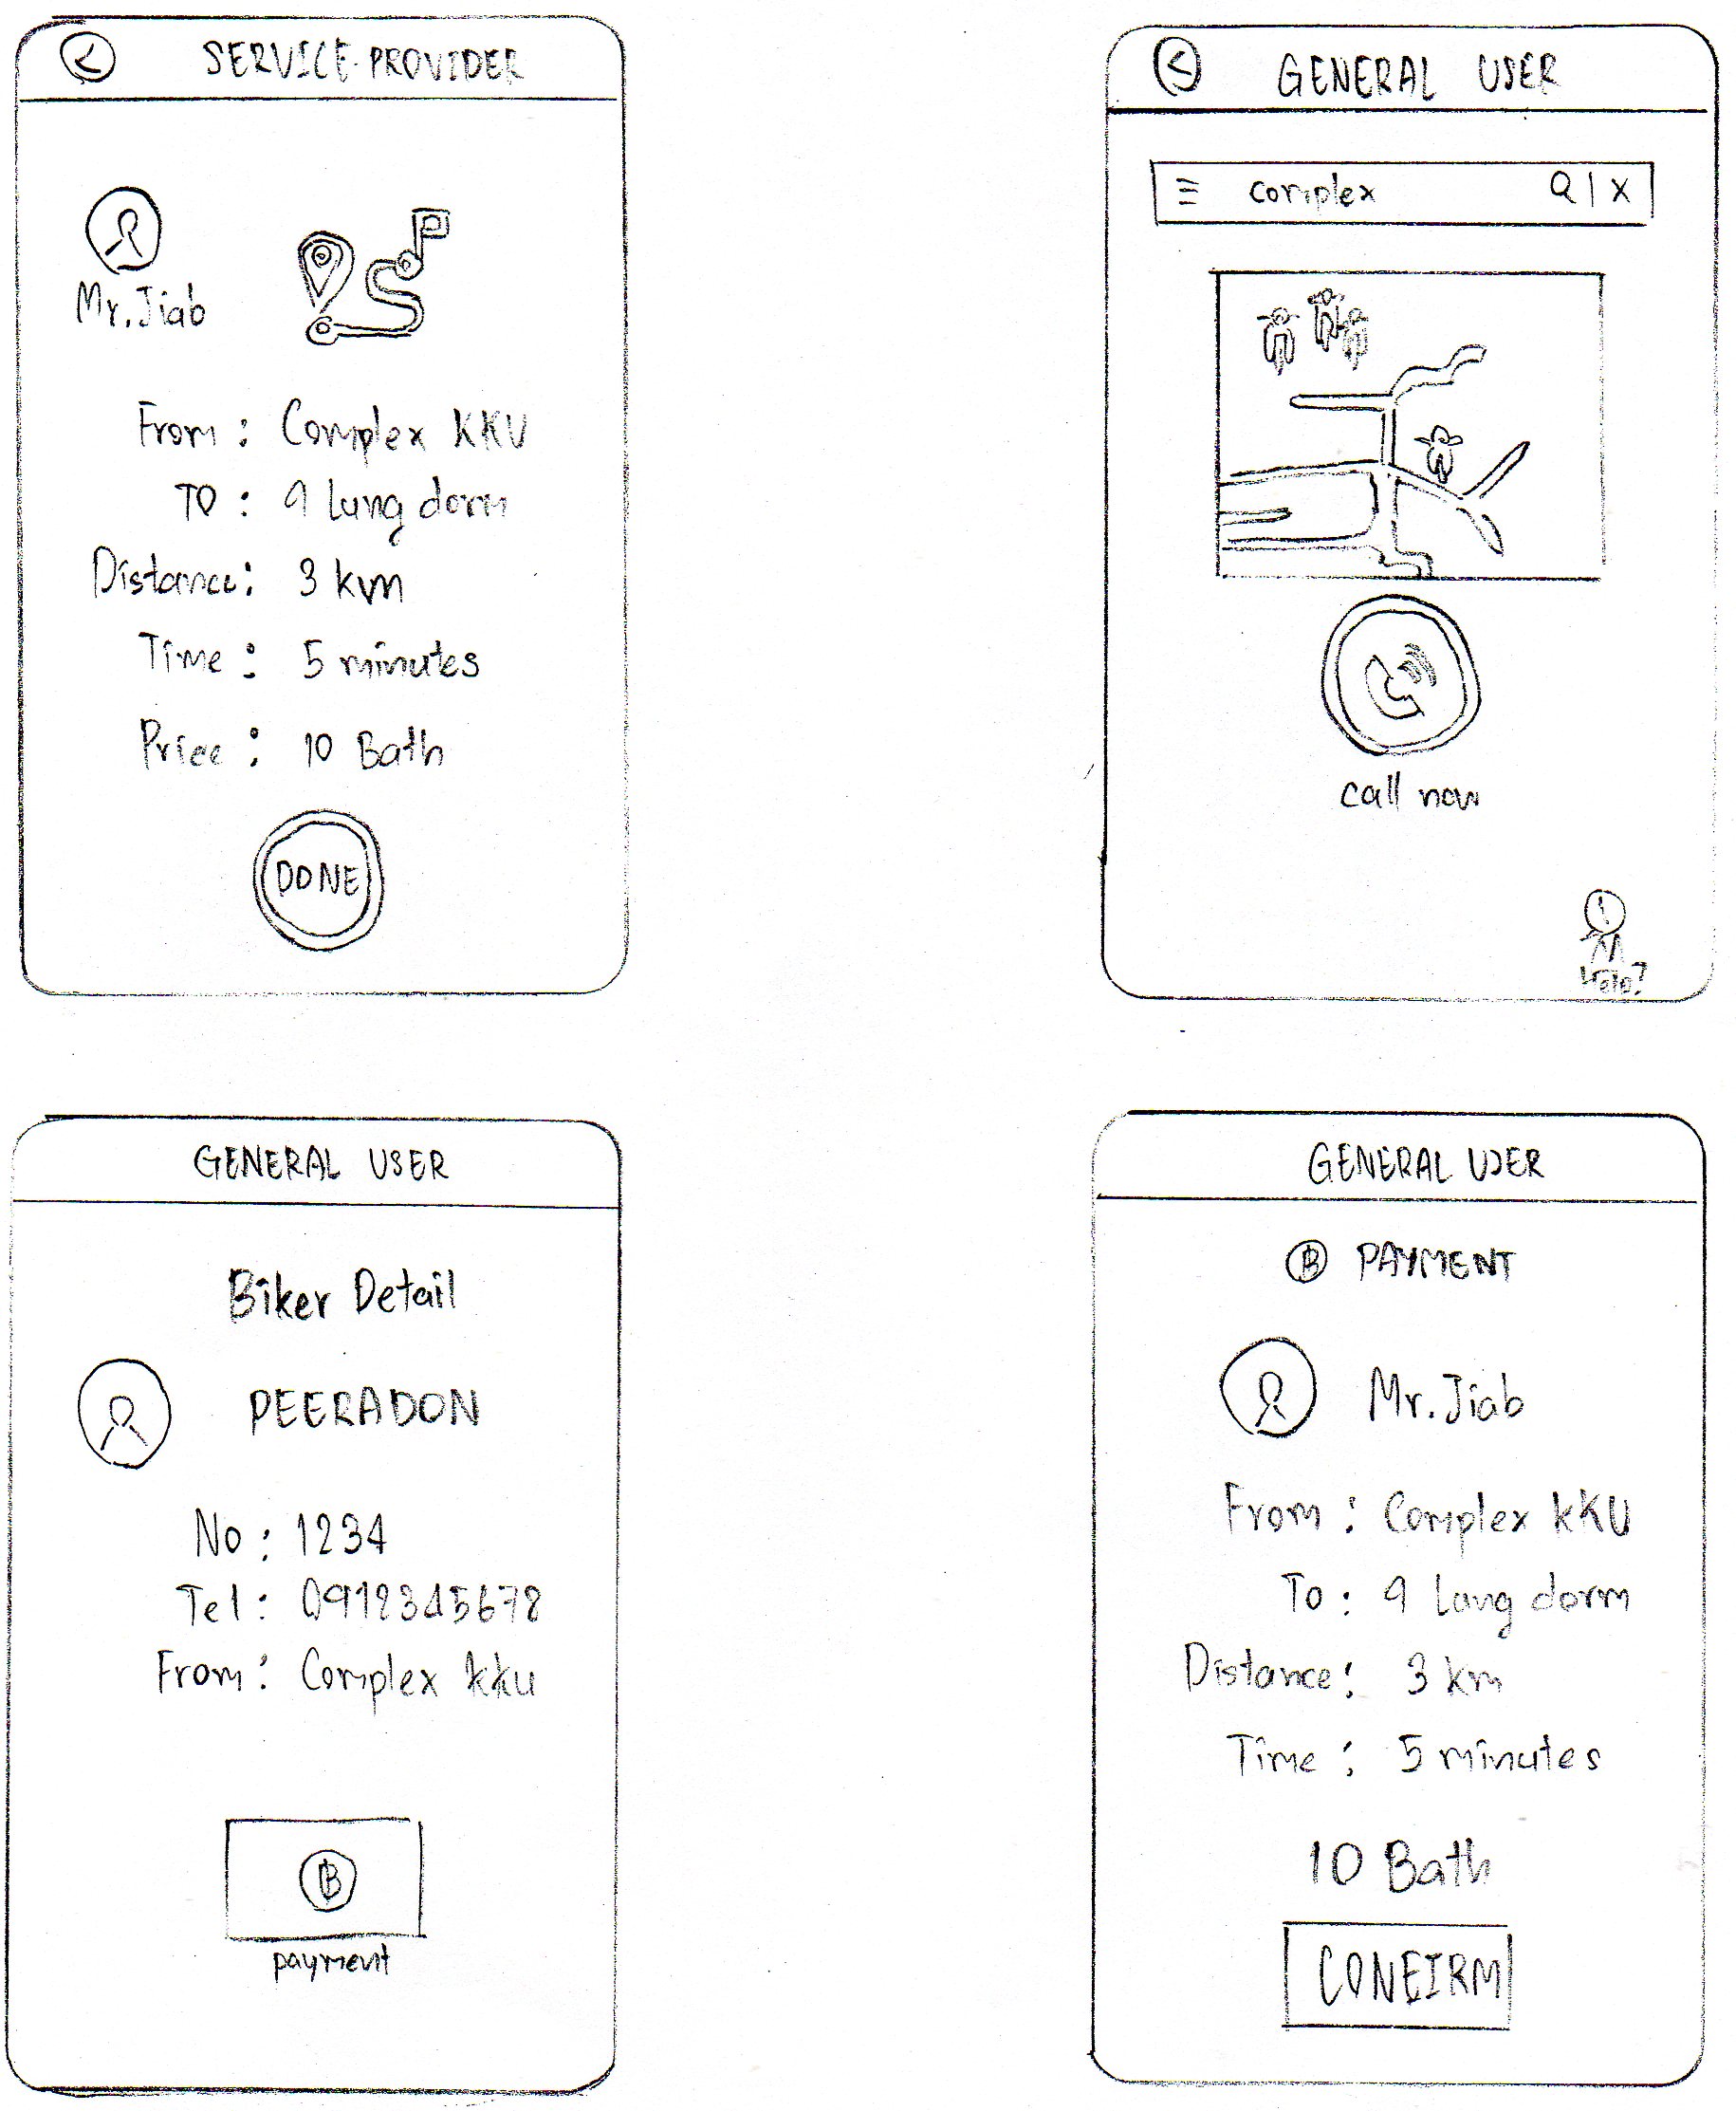 SERVICE PROVIDER
Mr. Jiab
From : Complex KKU
TO : 9 Lang dorm
Distance : 3 km
Time : 5 minutes
Price : 10 Bath
DONE
GENERAL USER
complex
X
call now
Help?
GENERAL USER
Biker Detail
PEERADON
No : 1234
Tel : 0912345678
From : Complex kku
B
payment
GENERAL USER
B PAYMENT
Mr. Jiab
From : Complex KKU
To : 9 Lang dorm
Distance : 3 km
Time : 5 minutes
10 Bath
CONFIRM